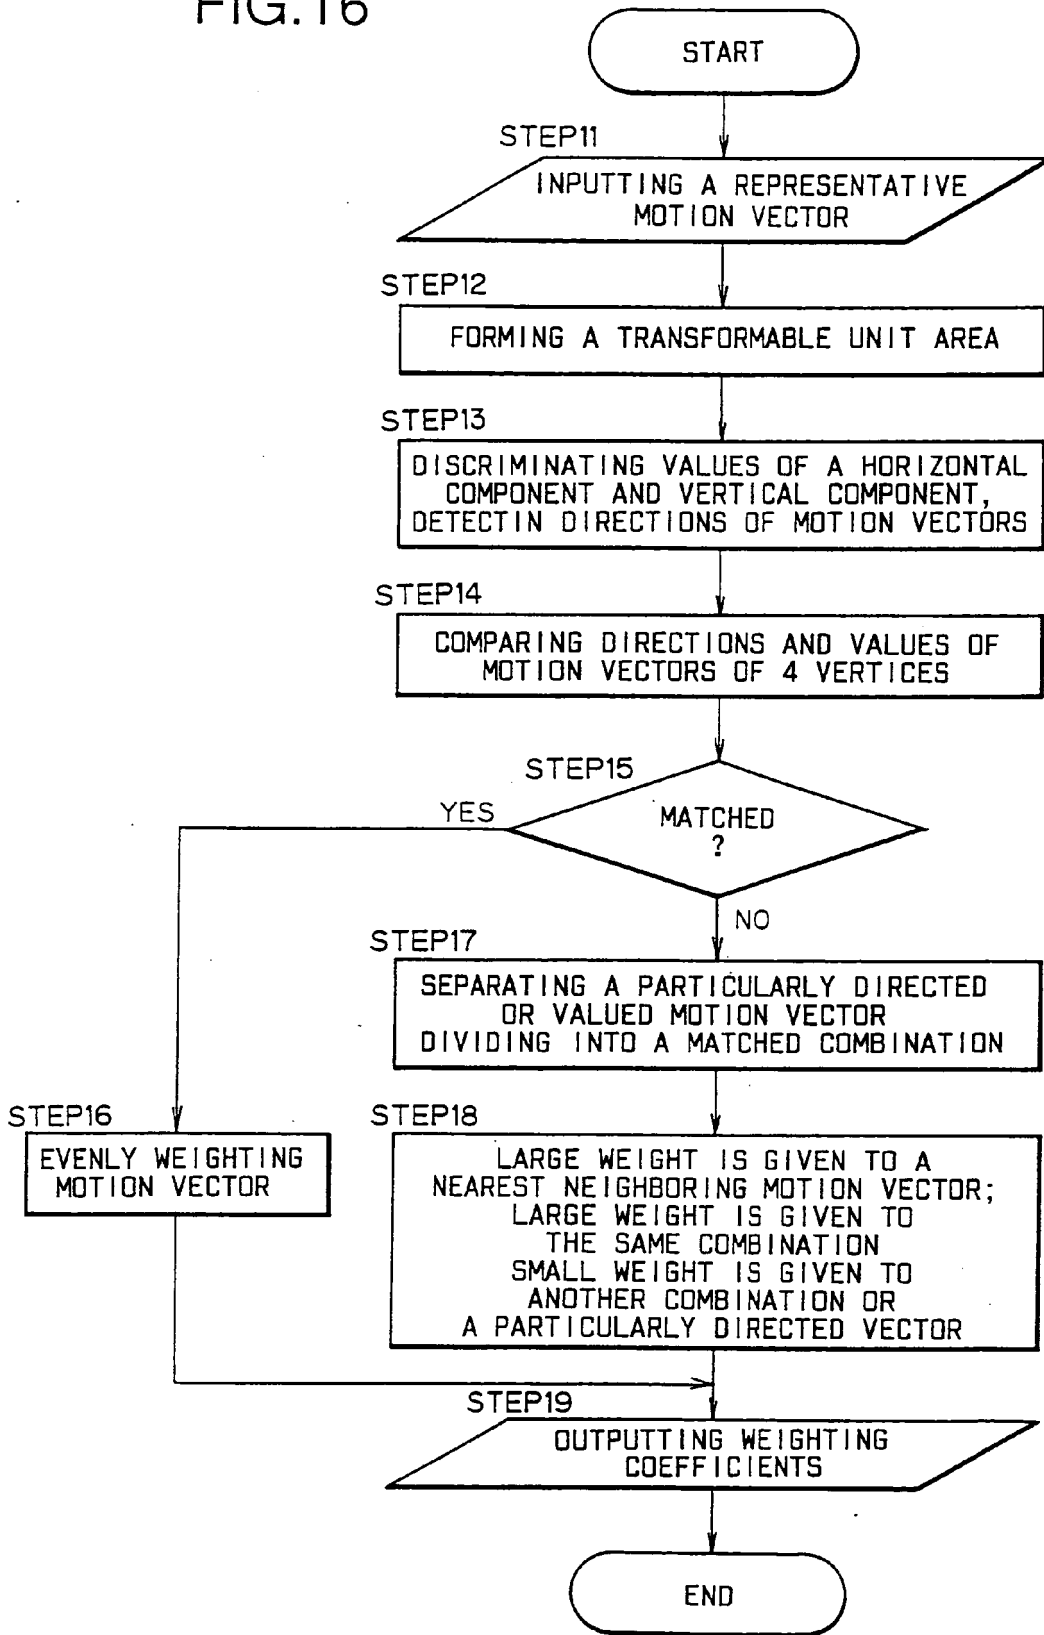 FIG.16
START
STEP11
INPUTTING A REPRESENTATIVE
MOTION VECTOR
STEP12
FORMING A TRANSFORMABLE UNIT AREA
STEP13
DISCRIMINATING VALUES OF A HORIZONTAL
COMPONENT AND VERTICAL COMPONENT,
DETECTIN DIRECTIONS OF MOTION VECTORS
STEP14
COMPARING DIRECTIONS AND VALUES OF
MOTION VECTORS OF 4 VERTICES
STEP15
MATCHED
?
YES
NO
STEP17
SEPARATING A PARTICULARLY DIRECTED
OR VALUED MOTION VECTOR
DIVIDING INTO A MATCHED COMBINATION
STEP16
EVENLY WEIGHTING
MOTION VECTOR
STEP18
LARGE WEIGHT IS GIVEN TO A
NEAREST NEIGHBORING MOTION VECTOR;
LARGE WEIGHT IS GIVEN TO
THE SAME COMBINATION
SMALL WEIGHT IS GIVEN TO
ANOTHER COMBINATION OR
A PARTICULARLY DIRECTED VECTOR
STEP19
OUTPUTTING WEIGHTING
COEFFICIENTS
END